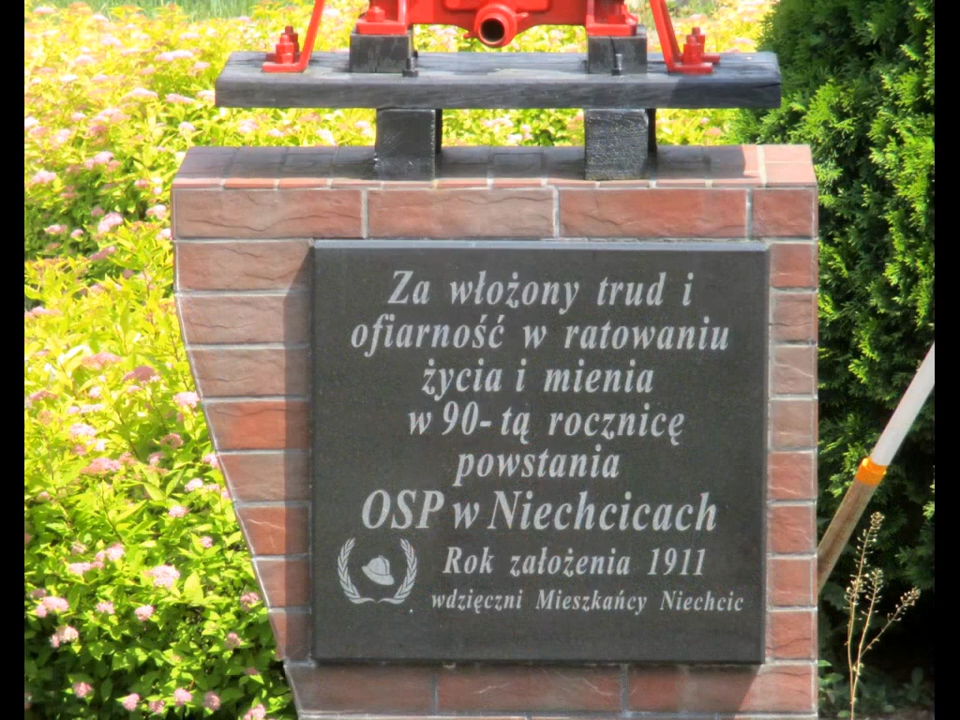 Za włożony trud i
ofiarność w ratowaniu
życia i mienia
w 90-tą rocznicę
powstania
OSP w Niechcicach
Rok założenia 1911
wdzięczni Mieszkańcy Niechcic